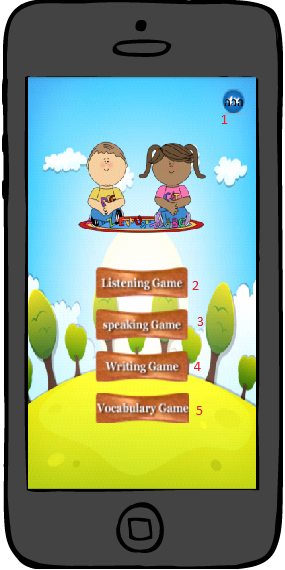 1
Listening Game 2
speaking Game 3
Writing Game 4
Vocabulary Game 5